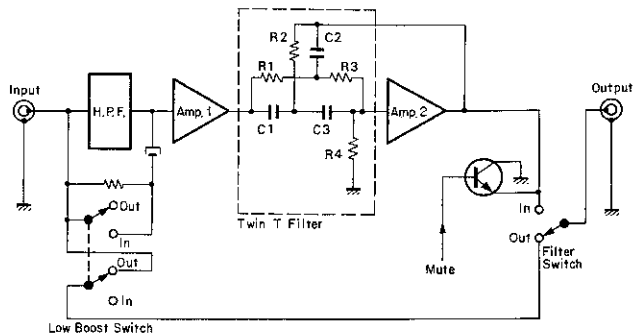 R2
C2
R1
R3
Input
H.P.F.
Amp.1
Amp.2
Output
C1
C3
R4
Out
In
Twin T Filter
In
Out
Filter
Switch
Out
In
Mute
Low Boost Switch